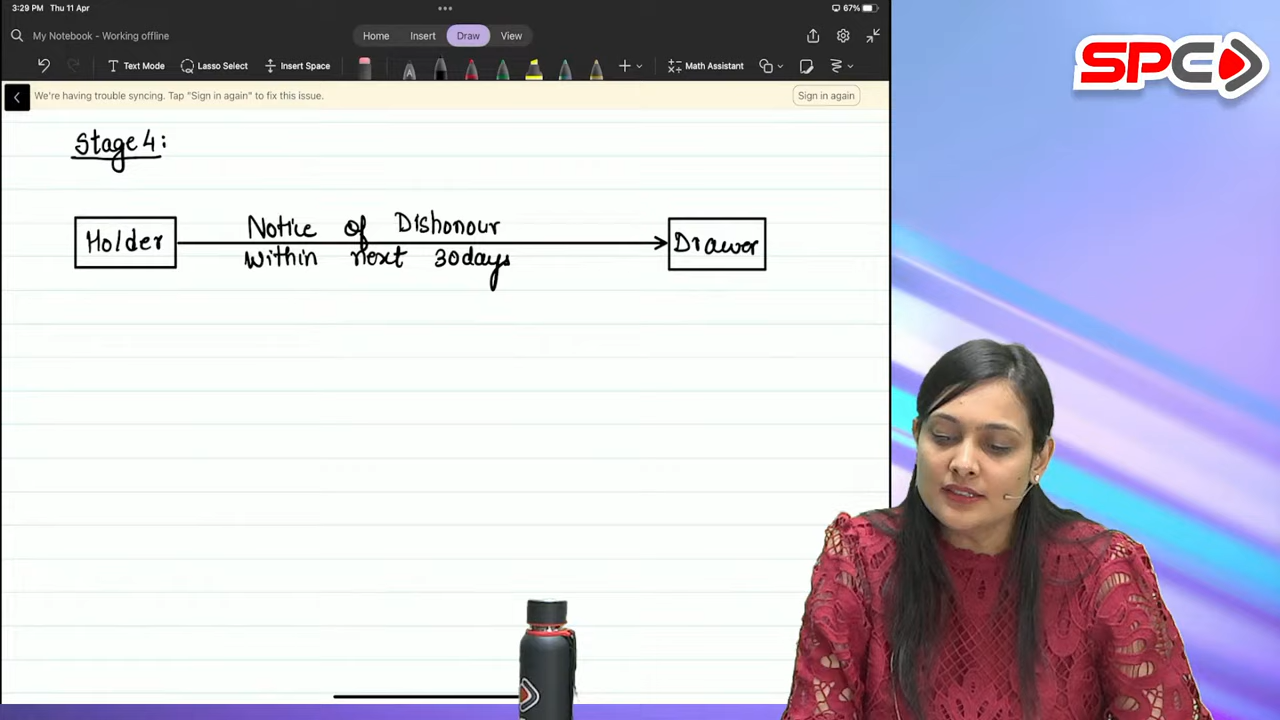 3:29 PM Thu 11 Apr
67%
My Notebook - Working offline
Home Insert Draw View
Text Mode Lasso Select Insert Space Math Assistant
We're having trouble syncing. Tap "Sign in again" to fix this issue. Sign in again
SPC
Stage 4:
Holder
Notice of Dishonour
within next 30days
Drawer